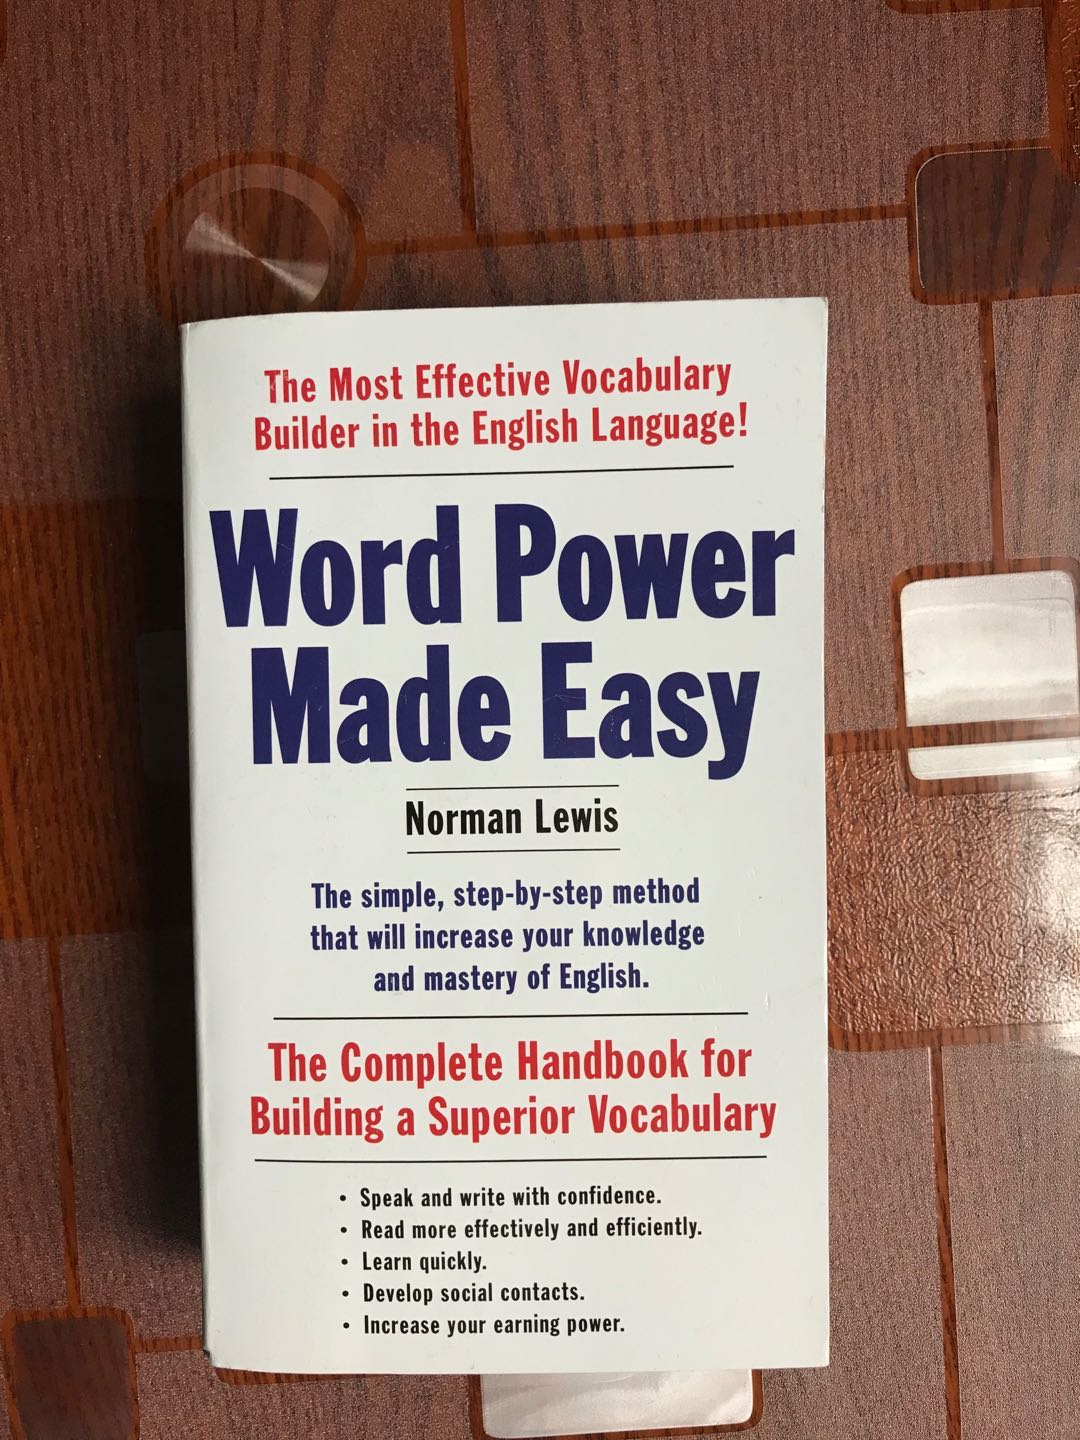 The Most Effective Vocabulary
Builder in the English Language!
Word Power
Made Easy
Norman Lewis
The simple, step-by-step method
that will increase your knowledge
and mastery of English.
The Complete Handbook for
Building a Superior Vocabulary
• Speak and write with confidence.
• Read more effectively and efficiently.
• Learn quickly.
• Develop social contacts.
• Increase your earning power.